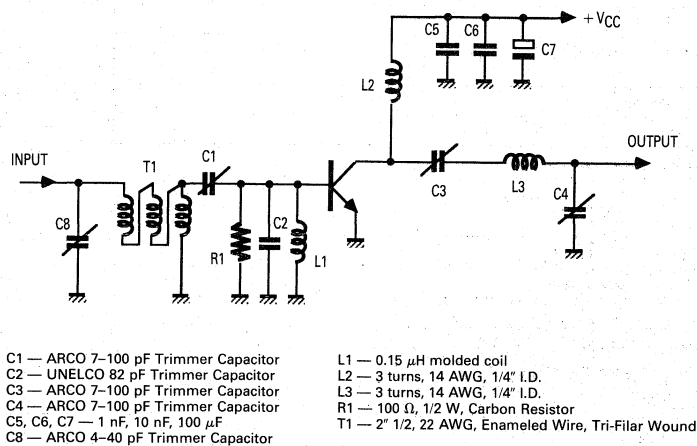 + VCC
C5
C6
C7
L2
INPUT
T1
C1
OUTPUT
C3
L3
C4
C8
R1
C2
L1
C1 — ARCO 7–100 pF Trimmer Capacitor
C2 — UNELCO 82 pF Trimmer Capacitor
C3 — ARCO 7–100 pF Trimmer Capacitor
C4 — ARCO 7–100 pF Trimmer Capacitor
C5, C6, C7 — 1 nF, 10 nF, 100 μF
C8 — ARCO 4–40 pF Trimmer Capacitor
L1 — 0.15 μH molded coil
L2 — 3 turns, 14 AWG, 1/4″ I.D.
L3 — 3 turns, 14 AWG, 1/4″ I.D.
R1 — 100 Ω, 1/2 W, Carbon Resistor
T1 — 2″ 1/2, 22 AWG, Enameled Wire, Tri-Filar Wound